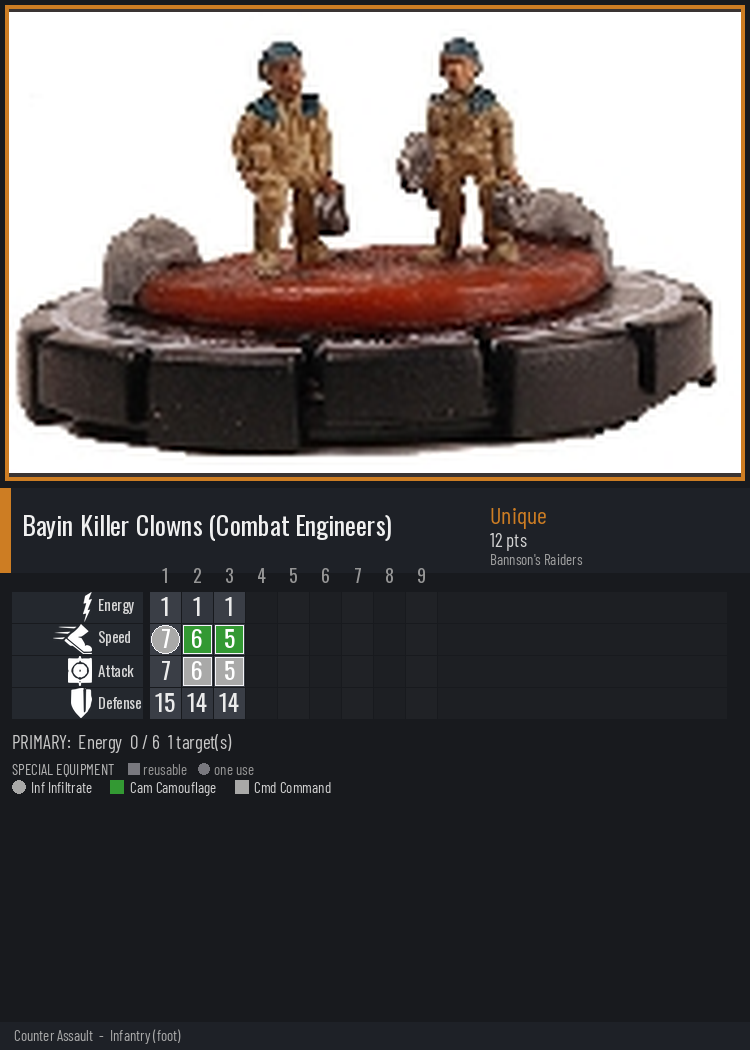 Bayin Killer Clowns (Combat Engineers)
Unique
12 pts
Bannson's Raiders
1 2 3 4 5 6 7 8 9
Energy 1 1 1
Speed 7 6 5
Attack 7 6 5
Defense 15 14 14
PRIMARY: Energy 0 / 6 1 target(s)
SPECIAL EQUIPMENT reusable one use
Inf Infiltrate Cam Camouflage Cmd Command
Counter Assault - Infantry (foot)